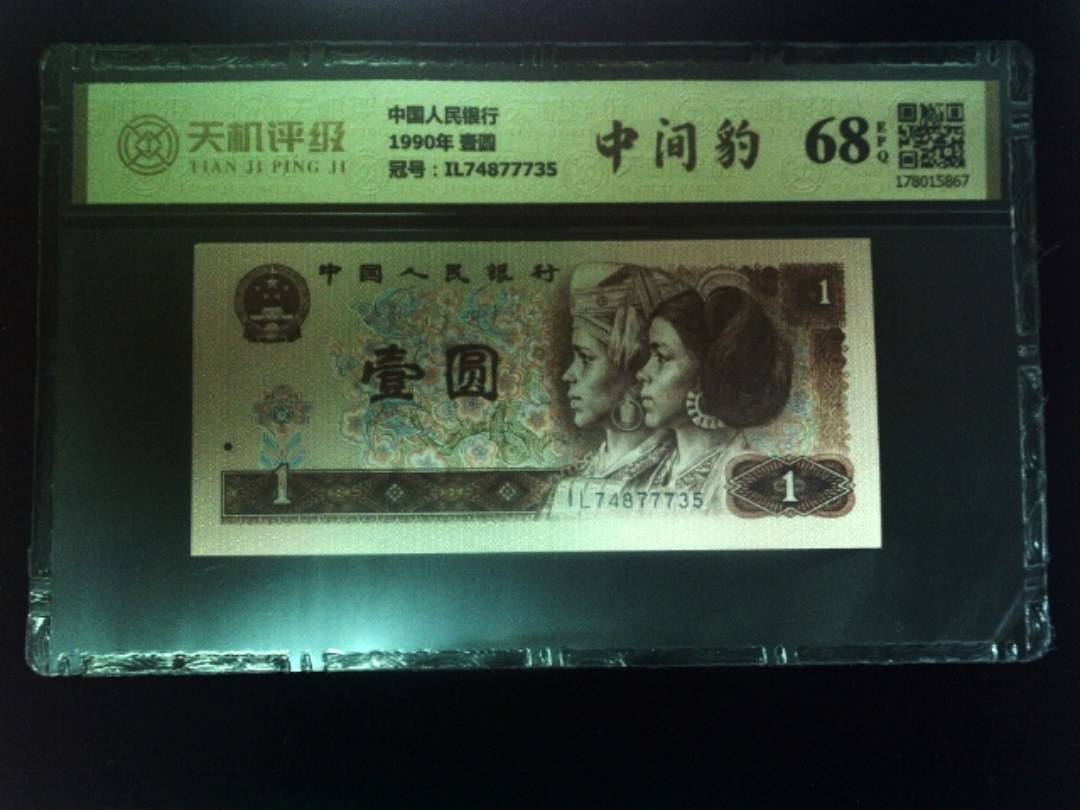 天机评级
TIAN JI PING JI
中国人民银行
1990年 壹圆
冠号：IL74877735
中间豹
68
EPQ
178015867
中国人民银行
1
壹圆
1
IL74877735
1